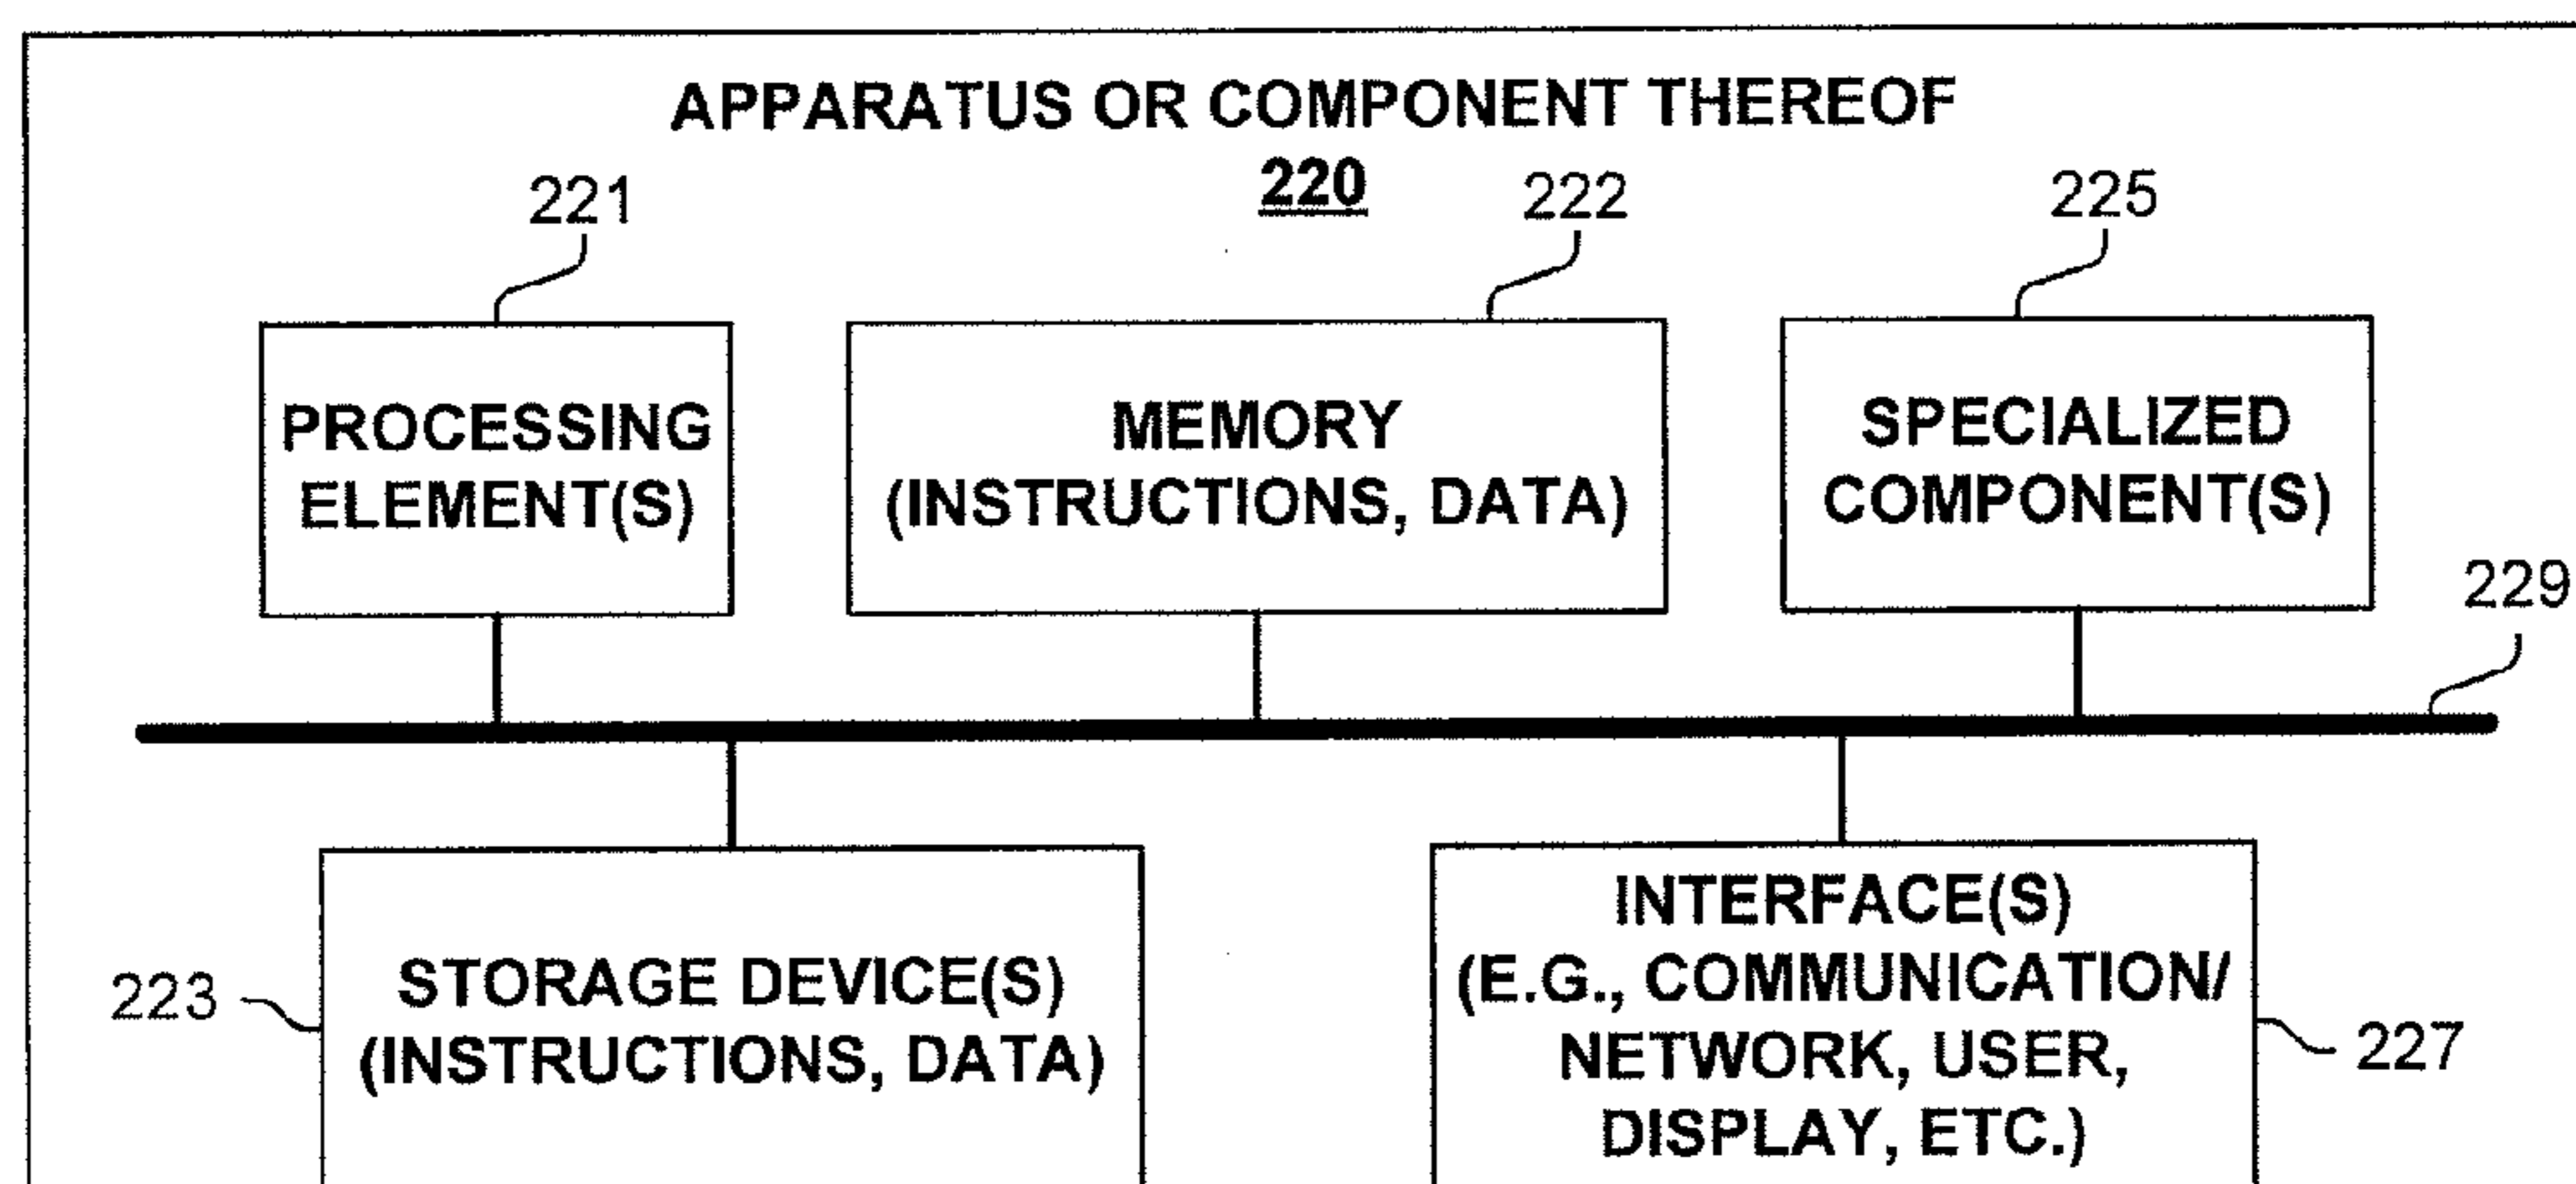 APPARATUS OR COMPONENT THEREOF
220
221
222
225
PROCESSING
ELEMENT(S)
MEMORY
(INSTRUCTIONS, DATA)
SPECIALIZED
COMPONENT(S)
229
STORAGE DEVICE(S)
(INSTRUCTIONS, DATA)
223
INTERFACE(S)
(E.G., COMMUNICATION/
NETWORK, USER,
DISPLAY, ETC.)
227